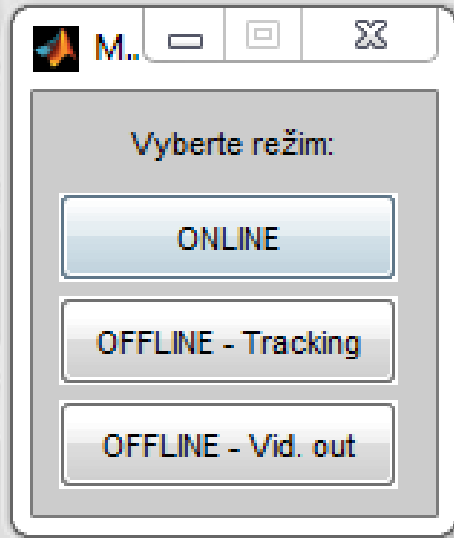 M..
Vyberte režim:
ONLINE
OFFLINE - Tracking
OFFLINE - Vid. out